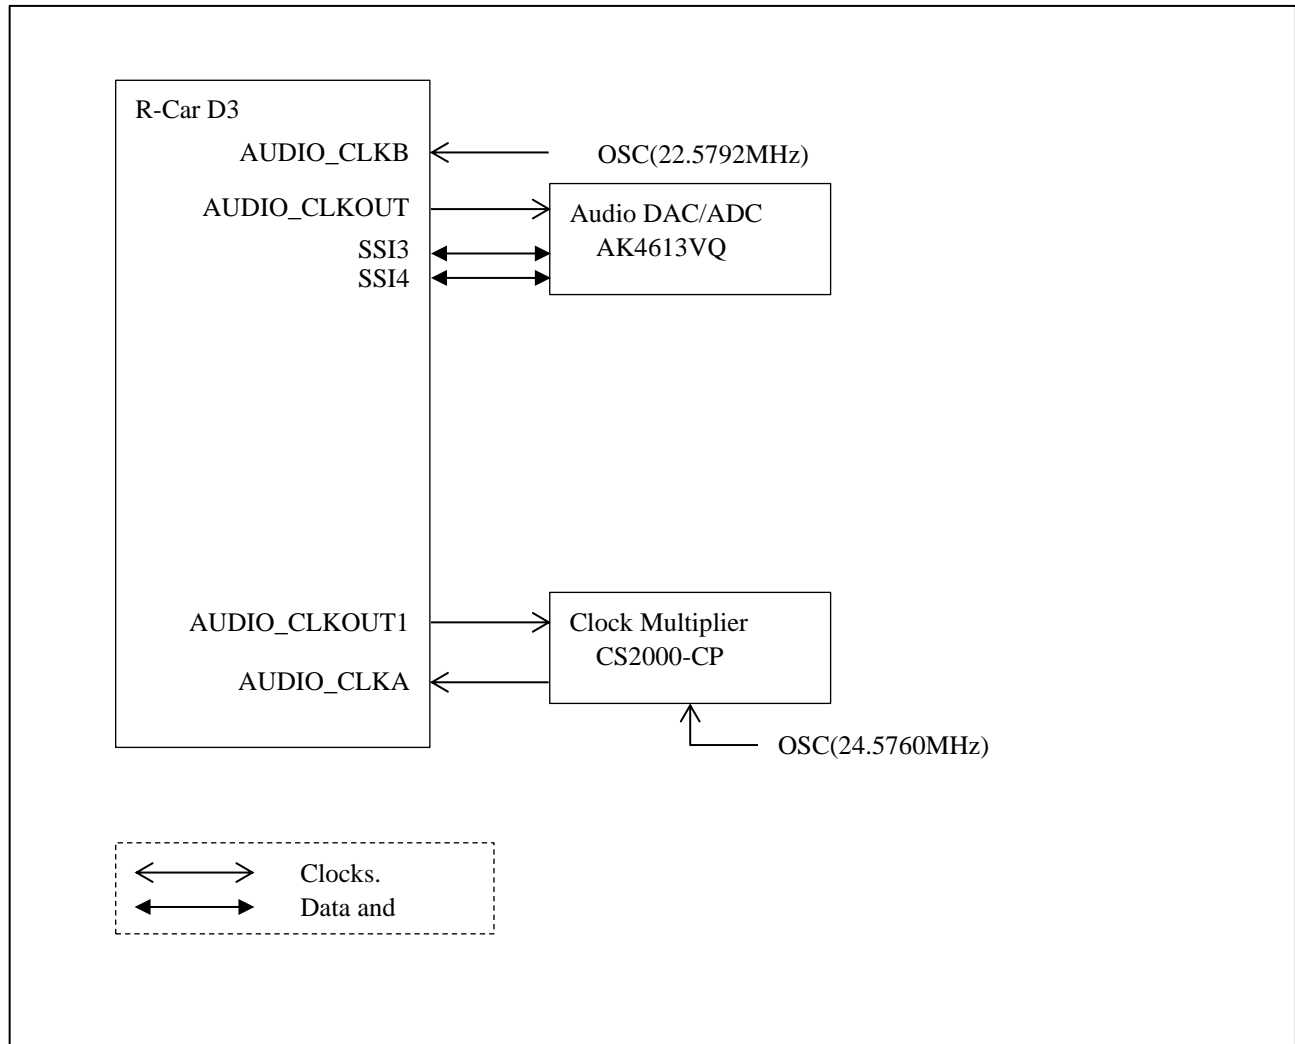 R-Car D3
AUDIO_CLKB
OSC(22.5792MHz)
AUDIO_CLKOUT
Audio DAC/ADC
AK4613VQ
SSI3
SSI4
AUDIO_CLKOUT1
Clock Multiplier
CS2000-CP
AUDIO_CLKA
OSC(24.5760MHz)
Clocks.
Data and